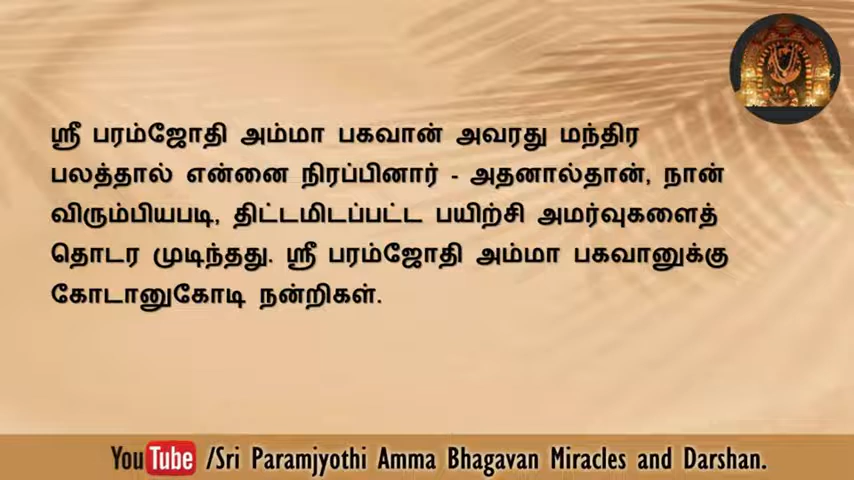 ஸ்ரீ பரம்ஜோதி அம்மா பகவான் அவரது மந்திர
பலத்தால் என்னை நிரப்பினார் - அதனால்தான், நான்
விரும்பியபடி, திட்டமிடப்பட்ட பயிற்சி அமர்வுகளைத்
தொடர முடிந்தது. ஸ்ரீ பரம்ஜோதி அம்மா பகவானுக்கு
கோடானுகோடி நன்றிகள்.
YouTube /Sri Paramjyothi Amma Bhagavan Miracles and Darshan.